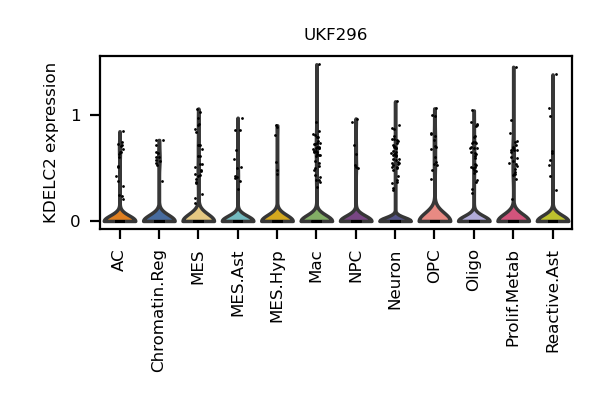 UKF296
KDELC2 expression
1
0
AC
Chromatin.Reg
MES
MES.Ast
MES.Hyp
Mac
NPC
Neuron
OPC
Oligo
Prolif.Metab
Reactive.Ast